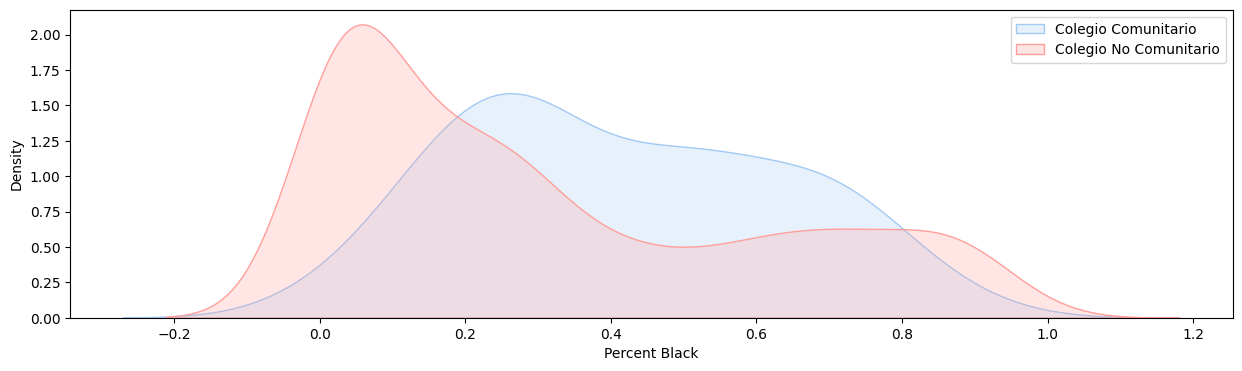 Colegio Comunitario
Colegio No Comunitario
2.00
1.75
1.50
1.25
1.00
0.75
0.50
0.25
0.00
Density
−0.2 0.0 0.2 0.4 0.6 0.8 1.0 1.2
Percent Black